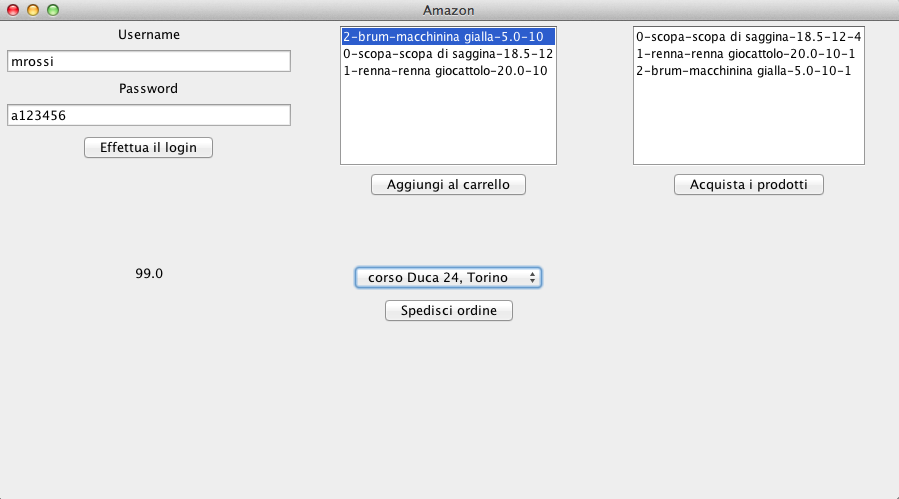 Amazon
Username
mrossi
Password
a123456
Effettua il login
2-brum-macchinina gialla-5.0-10
0-scopa-scopa di saggina-18.5-12
1-renna-renna giocattolo-20.0-10
Aggiungi al carrello
0-scopa-scopa di saggina-18.5-12-4
1-renna-renna giocattolo-20.0-10-1
2-brum-macchinina gialla-5.0-10-1
Acquista i prodotti
99.0
corso Duca 24, Torino
Spedisci ordine